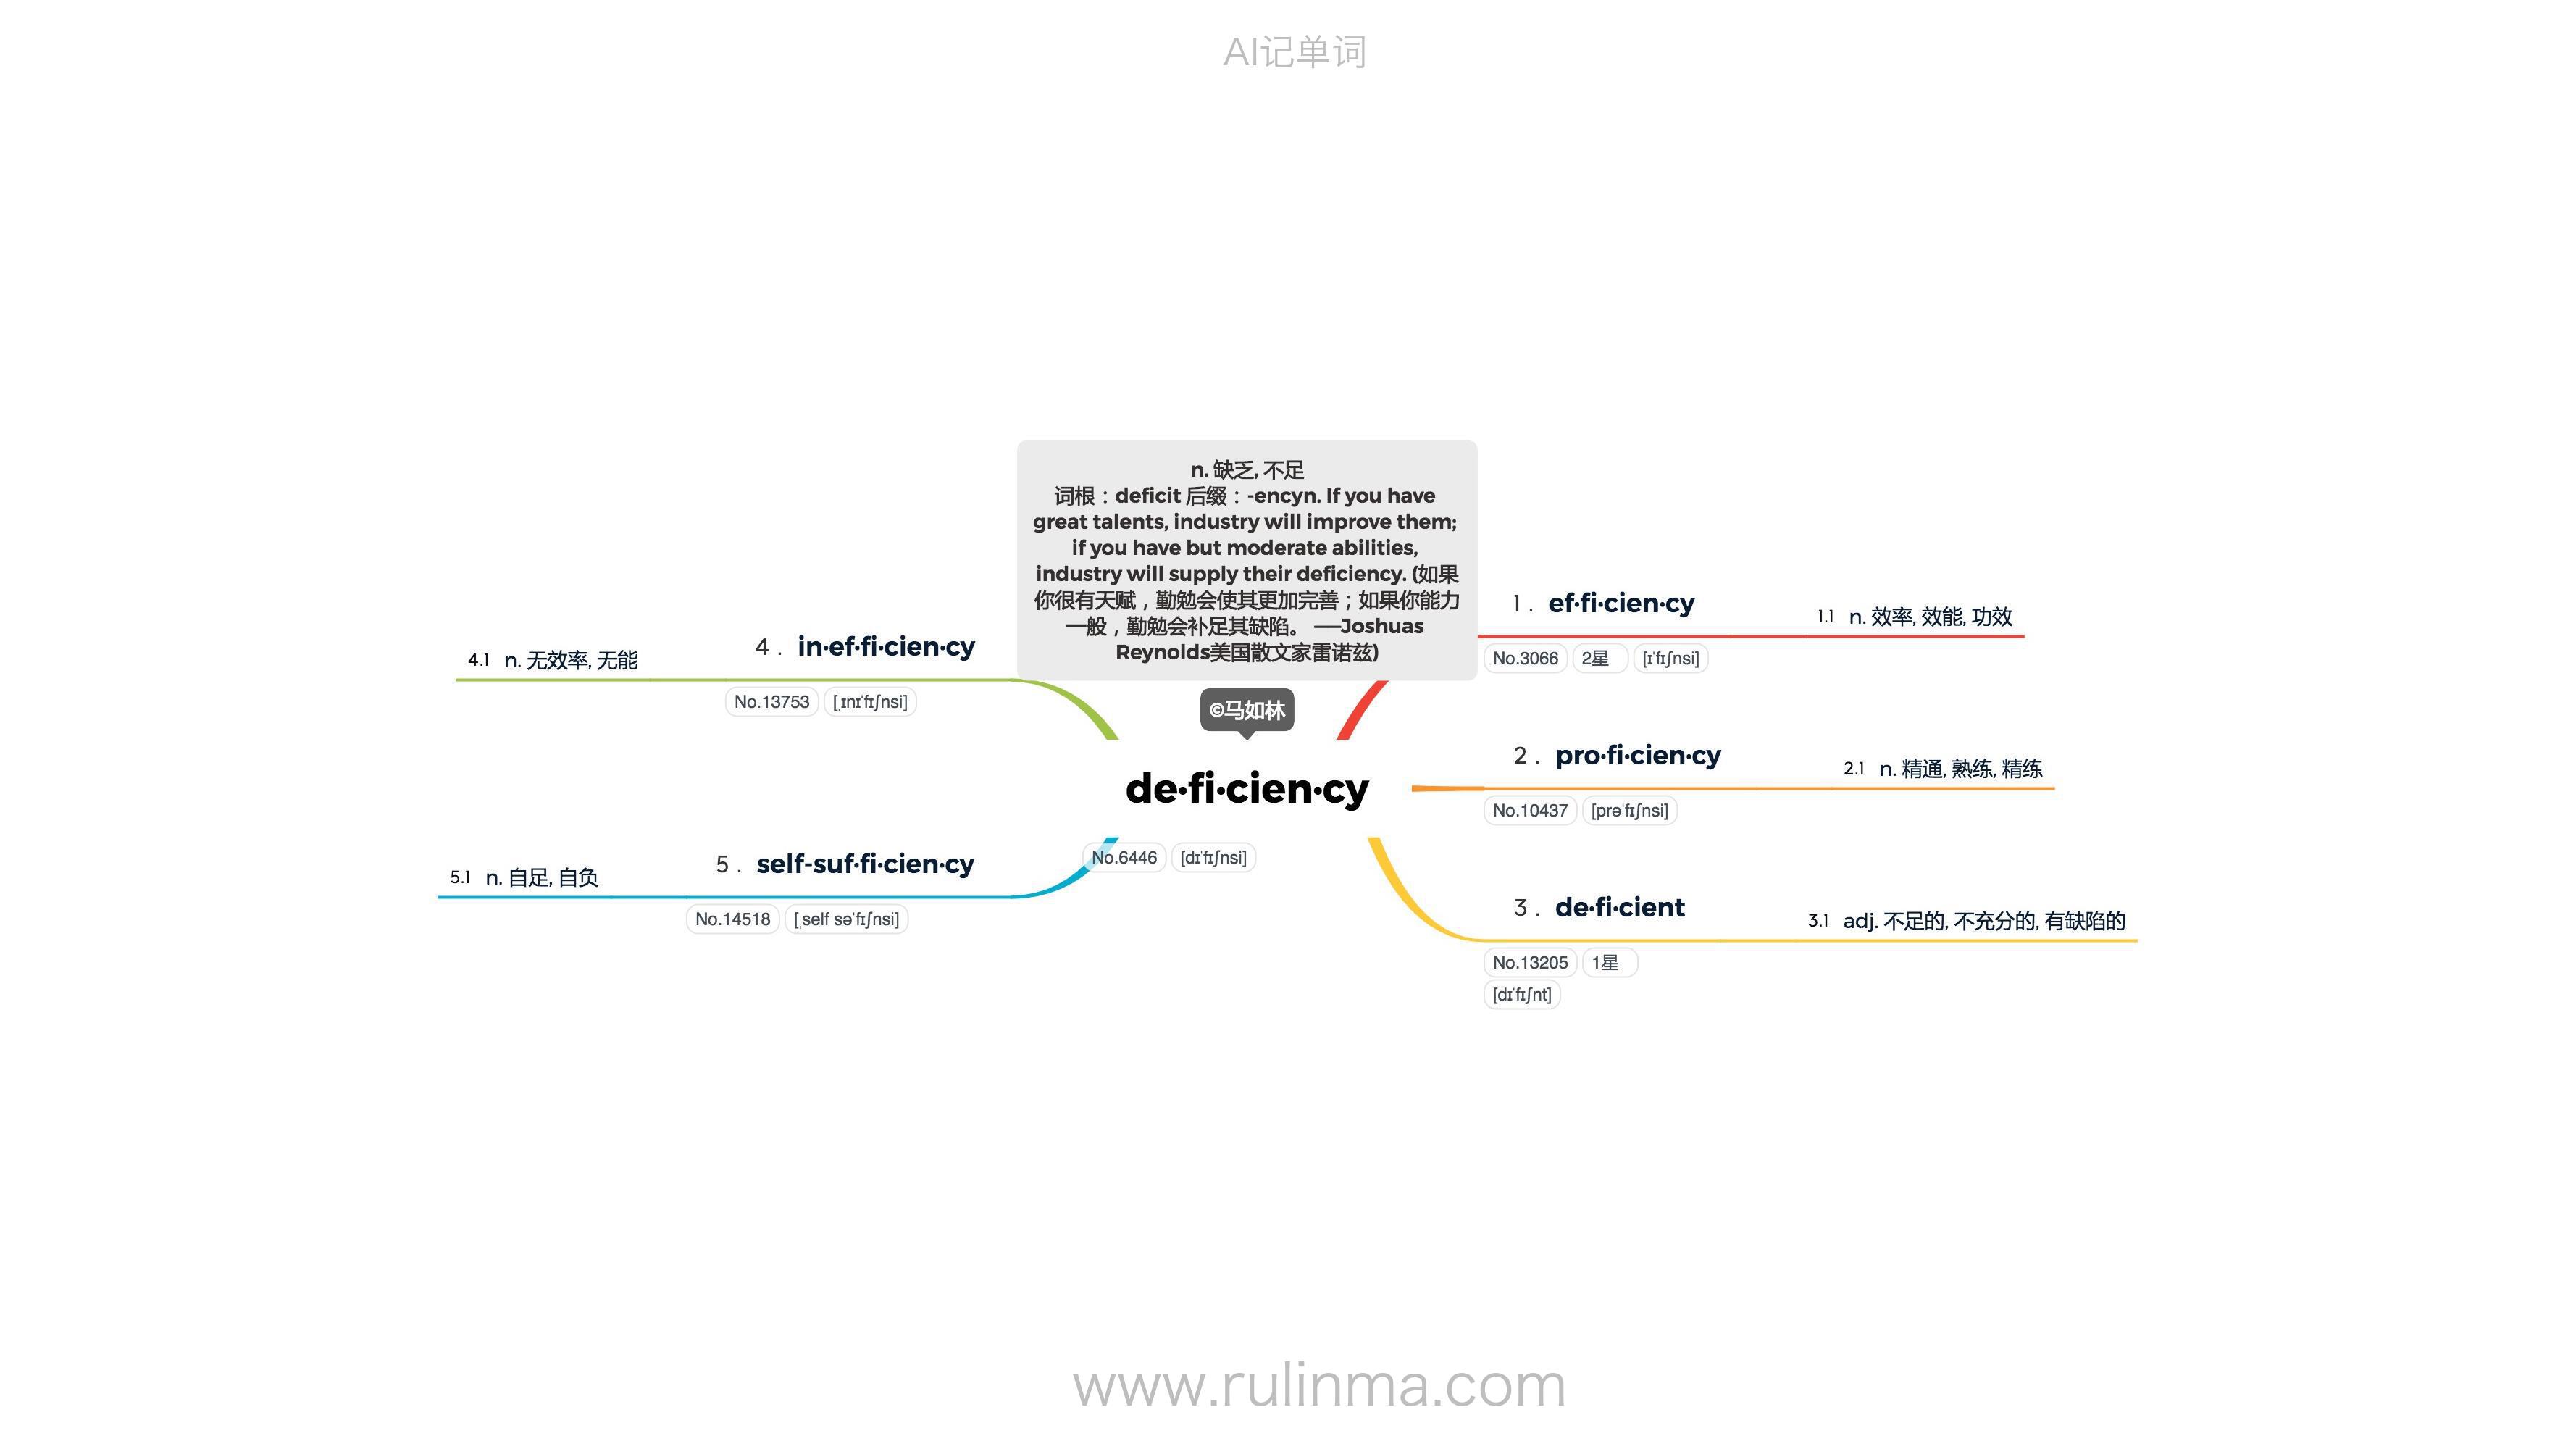 AI记单词
n. 缺乏, 不足
词根：deficit 后缀：-encyn. If you have
great talents, industry will improve them;
if you have but moderate abilities,
industry will supply their deficiency. (如果
你很有天赋，勤勉会使其更加完善；如果你能力
一般，勤勉会补足其缺陷。 —–Joshuas
Reynolds美国散文家雷诺兹)
©马如林
de·fi·cien·cy
No.6446 [dɪˈfɪʃnsi]
1 . ef·fi·cien·cy
No.3066 2星 [ɪˈfɪʃnsi]
1.1 n. 效率, 效能, 功效
2 . pro·fi·cien·cy
No.10437 [prəˈfɪʃnsi]
2.1 n. 精通, 熟练, 精练
3 . de·fi·cient
No.13205 1星
[dɪˈfɪʃnt]
3.1 adj. 不足的, 不充分的, 有缺陷的
4 . in·ef·fi·cien·cy
No.13753 [ˌɪnɪˈfɪʃnsi]
4.1 n. 无效率, 无能
5 . self-suf·fi·cien·cy
No.14518 [ˌself səˈfɪʃnsi]
5.1 n. 自足, 自负
www.rulinma.com